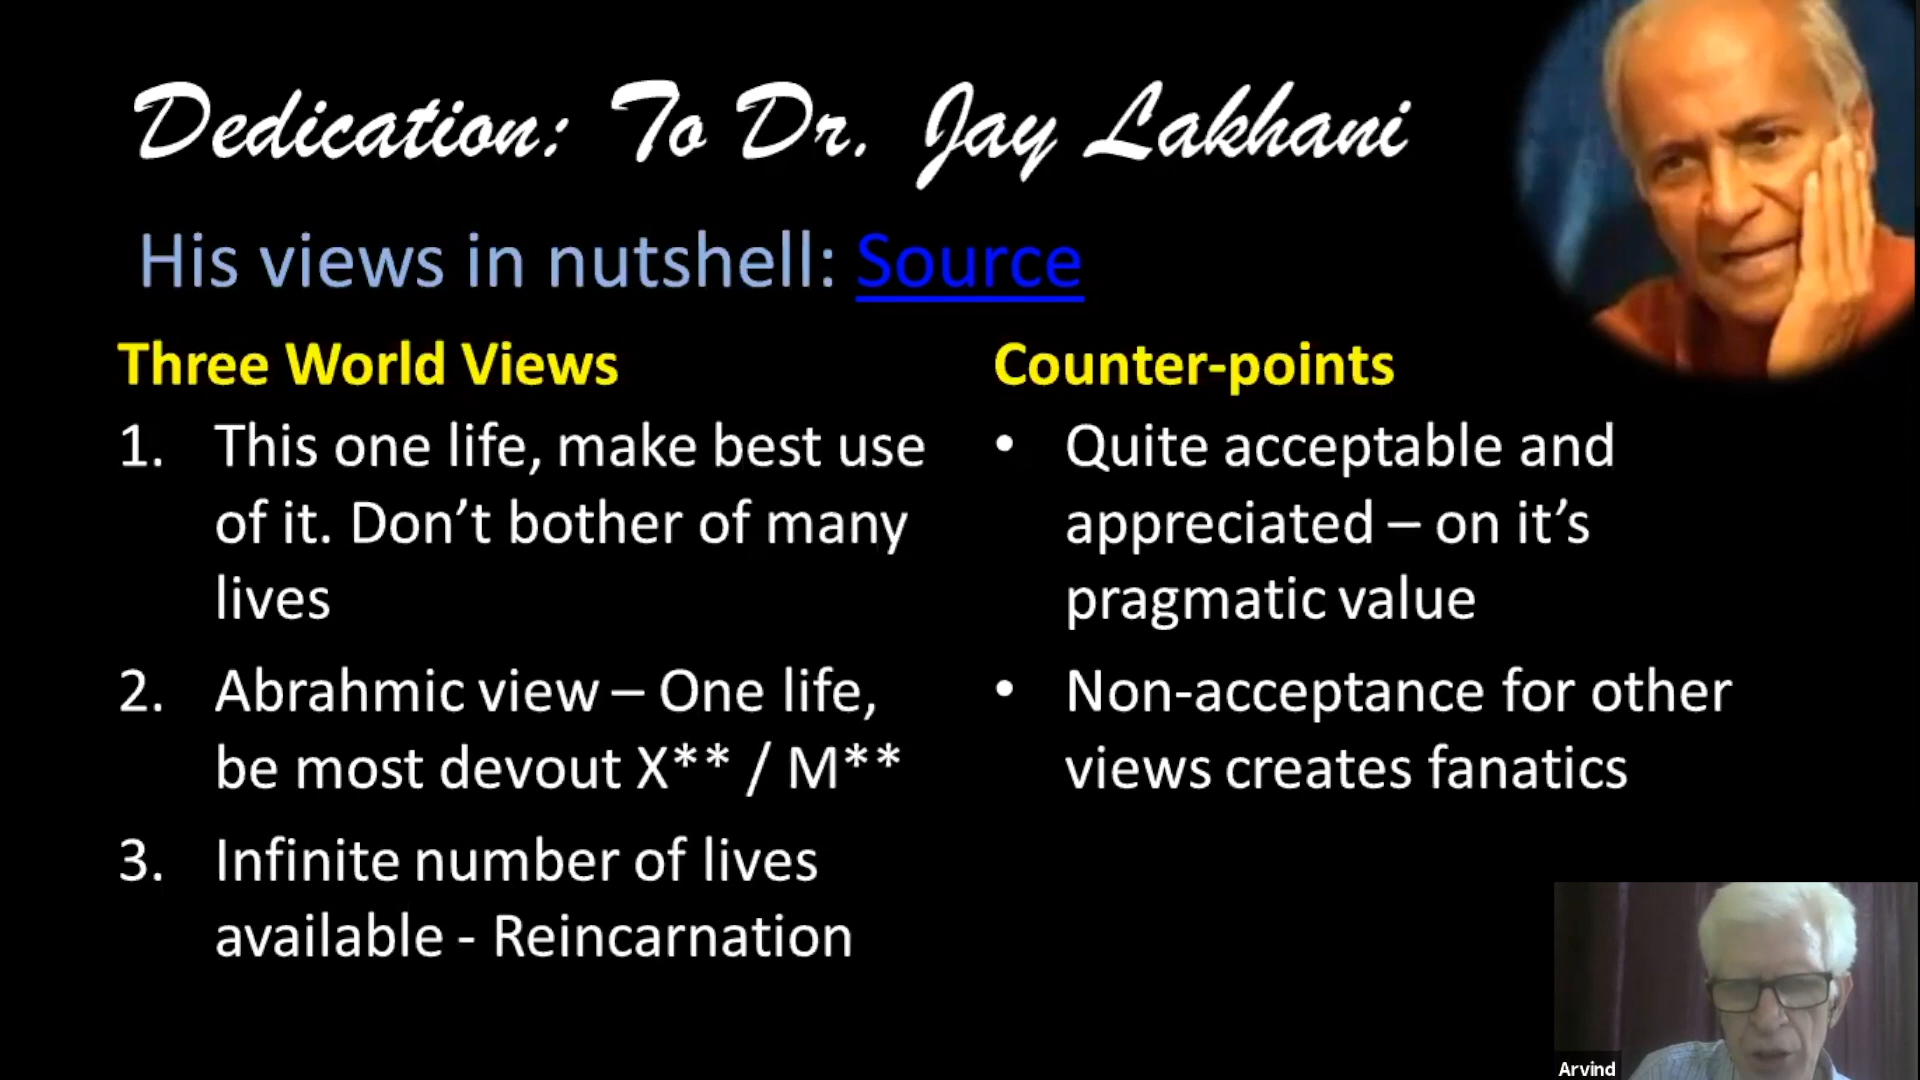 Dedication: To Dr. Jay Lakhani
His views in nutshell: Source
Three World Views
1. This one life, make best use
of it. Don’t bother of many
lives
2. Abrahmic view – One life,
be most devout X** / M**
3. Infinite number of lives
available - Reincarnation
Counter-points
• Quite acceptable and
appreciated – on it’s
pragmatic value
• Non-acceptance for other
views creates fanatics
Arvind